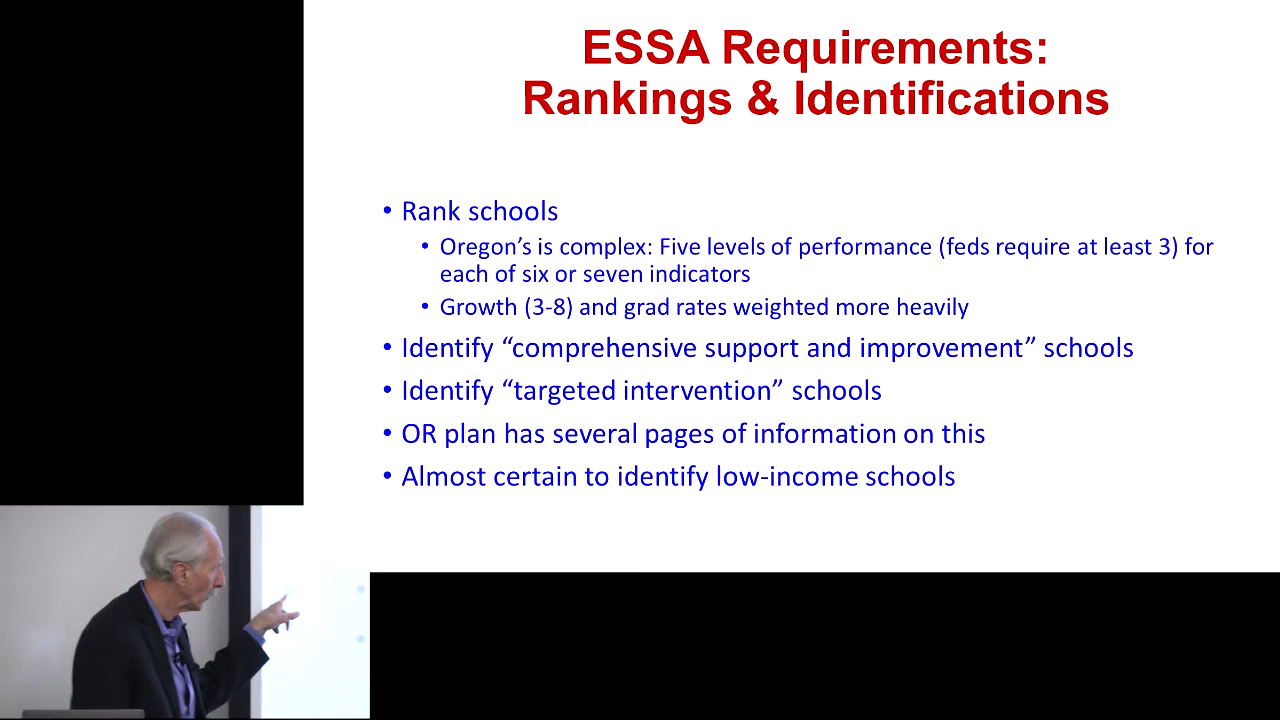 ESSA Requirements:
Rankings & Identifications
• Rank schools
• Oregon’s is complex: Five levels of performance (feds require at least 3) for
each of six or seven indicators
• Growth (3-8) and grad rates weighted more heavily
• Identify “comprehensive support and improvement” schools
• Identify “targeted intervention” schools
• OR plan has several pages of information on this
• Almost certain to identify low-income schools